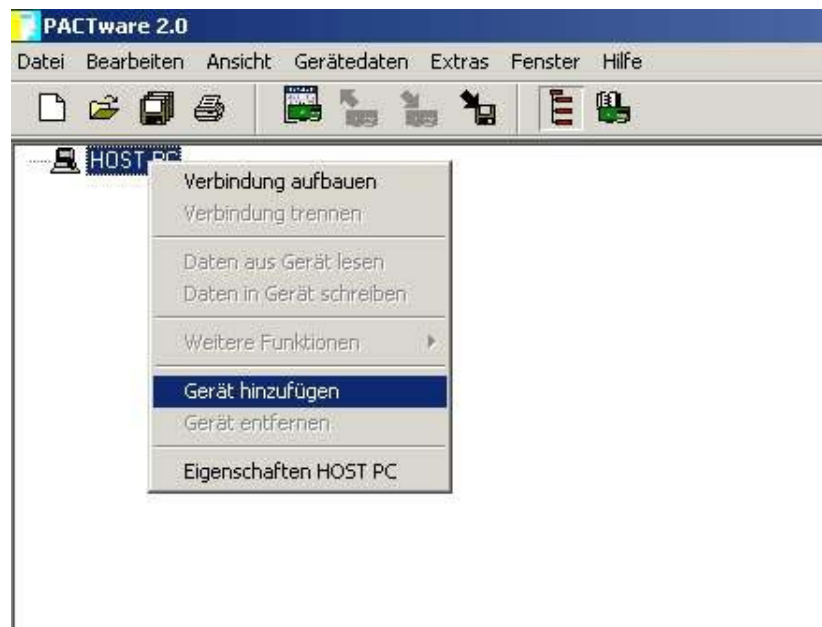 PACTware 2.0
Datei Bearbeiten Ansicht Gerätedaten Extras Fenster Hilfe
HOST PC
Verbindung aufbauen
Verbindung trennen
Daten aus Gerät lesen
Daten in Gerät schreiben
Weitere Funktionen
Gerät hinzufügen
Gerät entfernen
Eigenschaften HOST PC